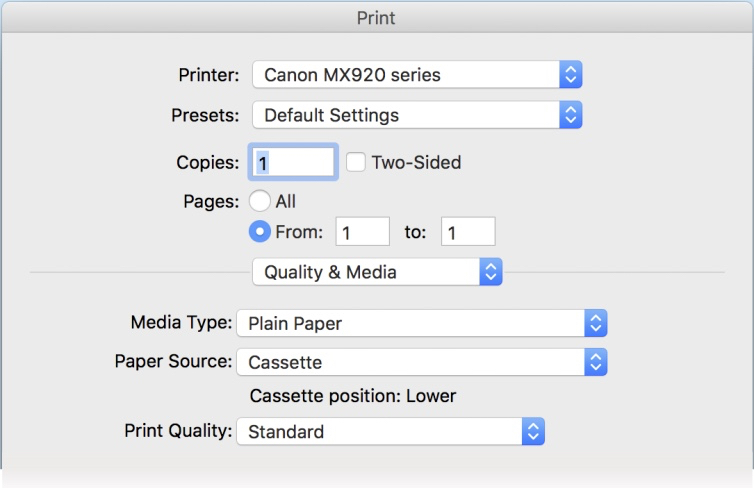 Print
Printer: Canon MX920 series
Presets: Default Settings
Copies: 1 Two-Sided
Pages: All
From: 1 to: 1
Quality & Media
Media Type: Plain Paper
Paper Source: Cassette
Cassette position: Lower
Print Quality: Standard